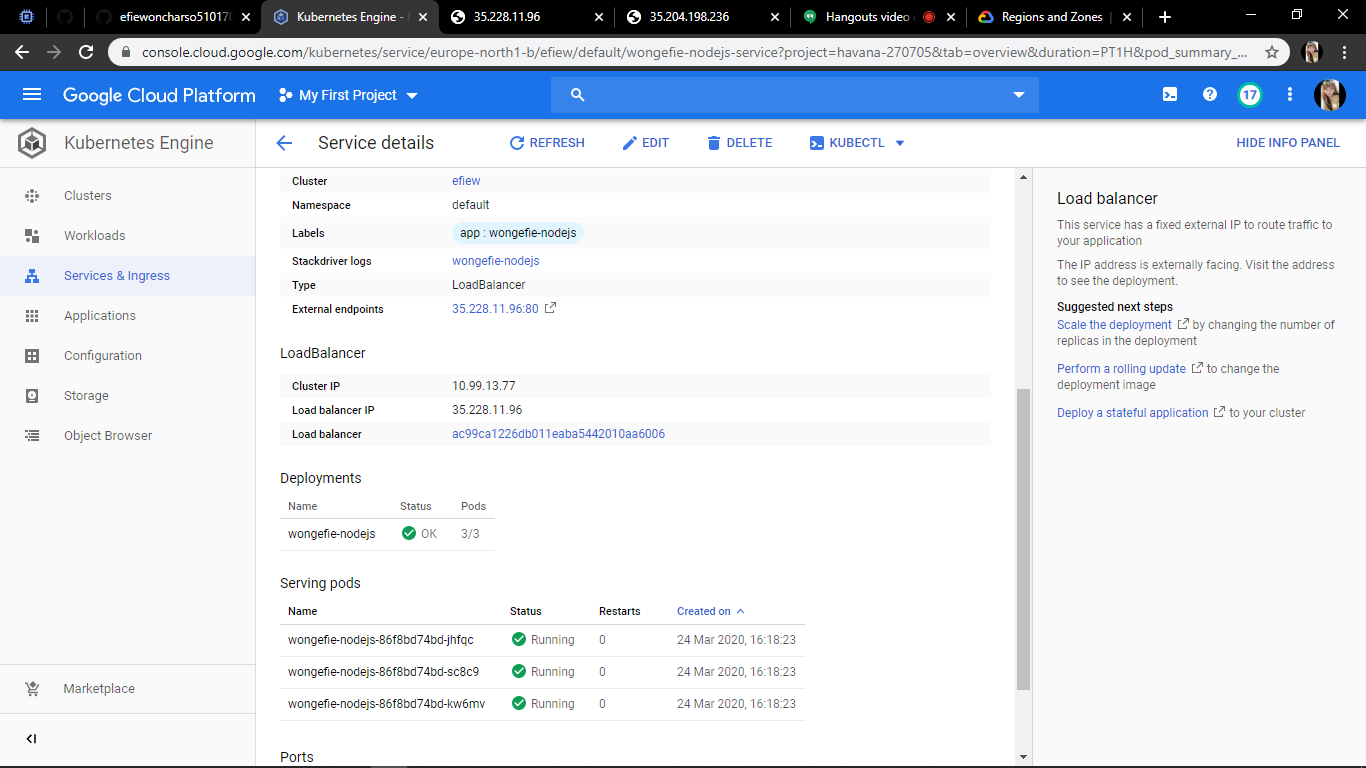 efiewoncharso51017
Kubernetes Engine -
35.228.11.96
35.204.198.236
Hangouts video
Regions and Zones
console.cloud.google.com/kubernetes/service/europe-north1-b/efiew/default/wongefie-nodejs-service?project=havana-270705&tab=overview&duration=PT1H&pod_summary_...
Google Cloud Platform
My First Project
17
Kubernetes Engine
Service details
REFRESH
EDIT
DELETE
KUBECTL
HIDE INFO PANEL
Clusters
Workloads
Services & Ingress
Applications
Configuration
Storage
Object Browser
Marketplace
Cluster efiew
Namespace default
Labels app : wongefie-nodejs
Stackdriver logs wongefie-nodejs
Type LoadBalancer
External endpoints 35.228.11.96:80
LoadBalancer
Cluster IP 10.99.13.77
Load balancer IP 35.228.11.96
Load balancer ac99ca1226db011eaba5442010aa6006
Deployments
Name Status Pods
wongefie-nodejs OK 3/3
Serving pods
Name Status Restarts Created on
wongefie-nodejs-86f8bd74bd-jhfqc Running 0 24 Mar 2020, 16:18:23
wongefie-nodejs-86f8bd74bd-sc8c9 Running 0 24 Mar 2020, 16:18:23
wongefie-nodejs-86f8bd74bd-kw6mv Running 0 24 Mar 2020, 16:18:23
Ports
Load balancer
This service has a fixed external IP to route traffic to
your application
The IP address is externally facing. Visit the address
to see the deployment.
Suggested next steps
Scale the deployment by changing the number of
replicas in the deployment
Perform a rolling update to change the
deployment image
Deploy a stateful application to your cluster